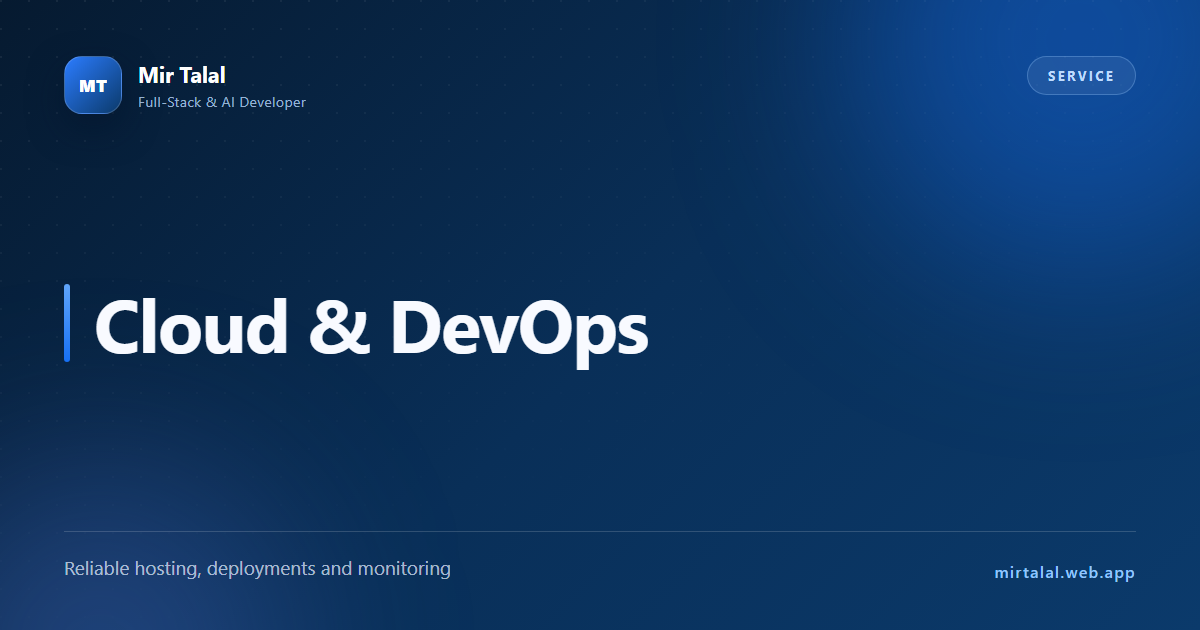 MT
Mir Talal
Full-Stack & AI Developer
SERVICE
Cloud & DevOps
Reliable hosting, deployments and monitoring
mirtalal.web.app